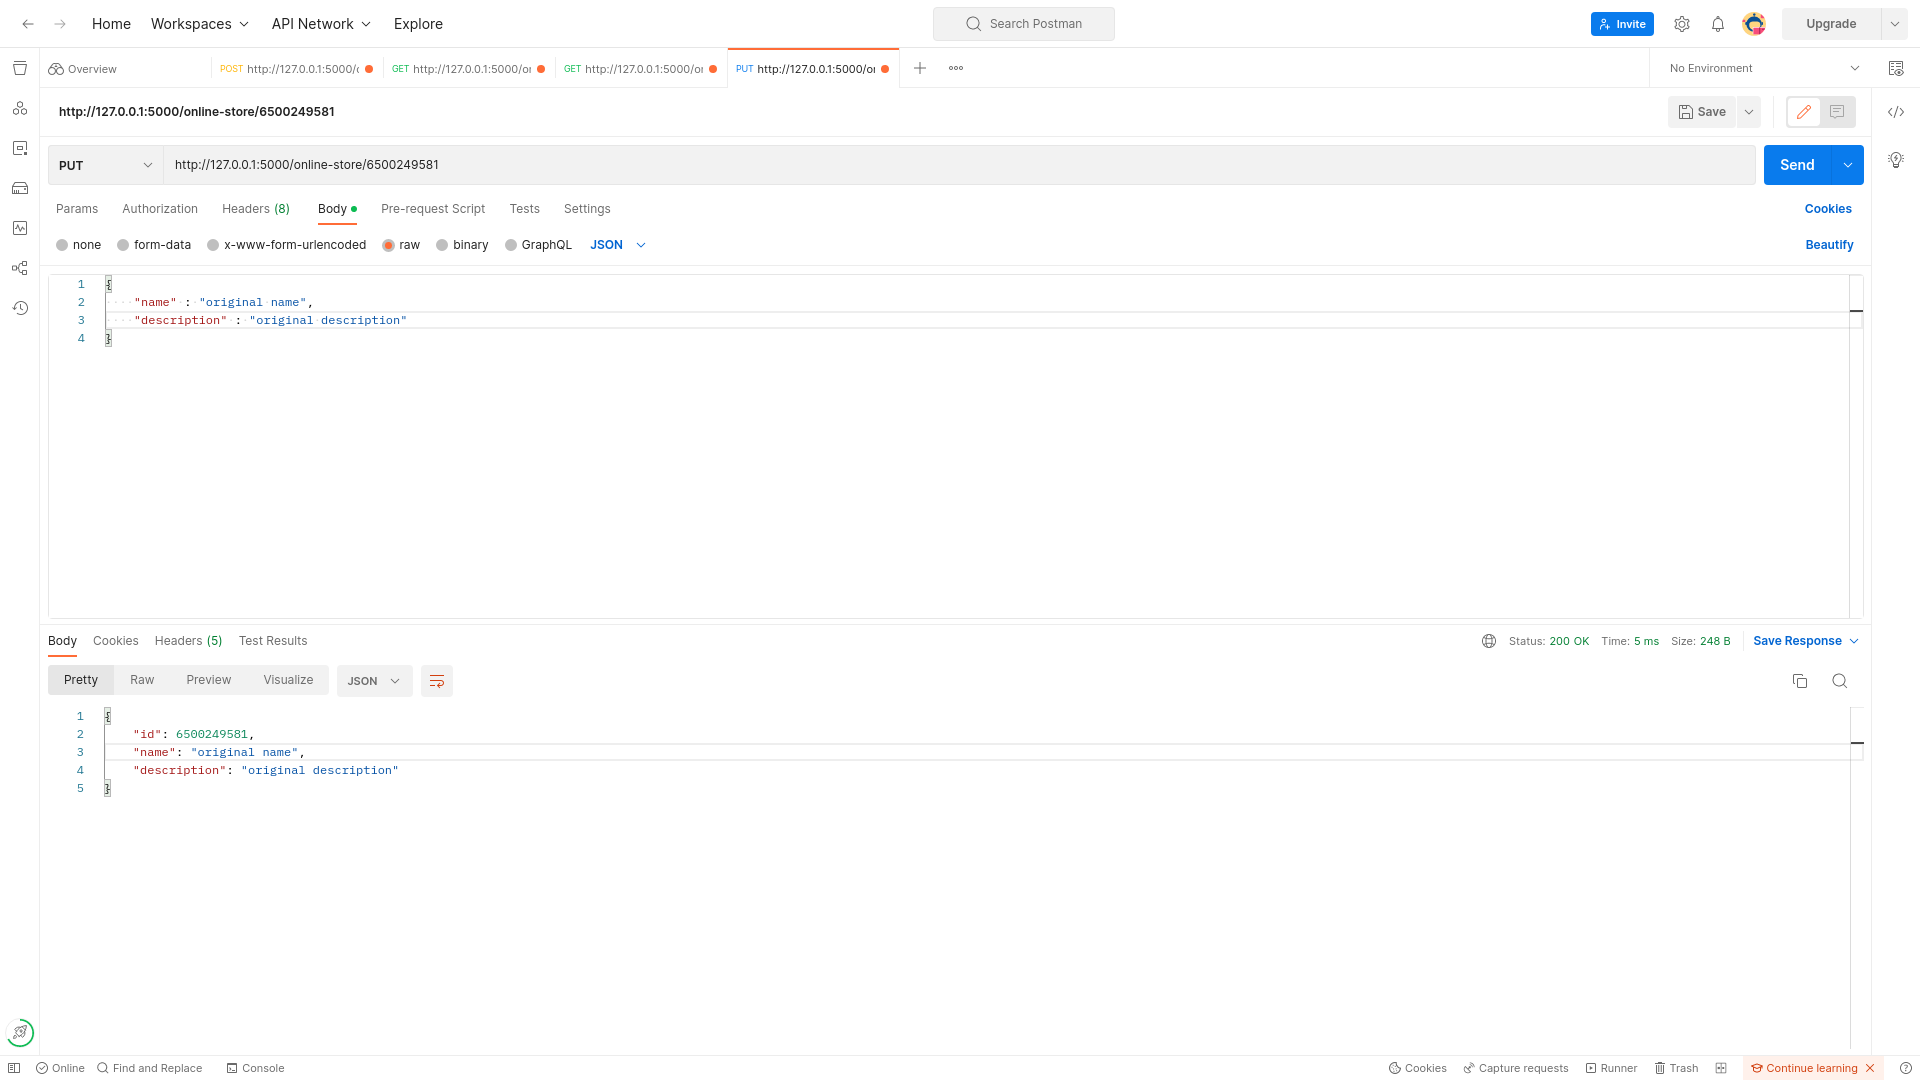 Home Workspaces API Network Explore Search Postman Invite Upgrade
Overview POST http://127.0.0.1:5000/ GET http://127.0.0.1:5000/ GET http://127.0.0.1:5000/ PUT http://127.0.0.1:5000/ No Environment
http://127.0.0.1:5000/online-store/6500249581 Save
PUT http://127.0.0.1:5000/online-store/6500249581 Send
Params Authorization Headers (8) Body Pre-request Script Tests Settings Cookies
none form-data x-www-form-urlencoded raw binary GraphQL JSON Beautify
1 {
2 "name" : "original name",
3 "description" : "original description"
4 }
Body Cookies Headers (5) Test Results Status: 200 OK Time: 5 ms Size: 248 B Save Response
Pretty Raw Preview Visualize JSON
1 {
2 "id": 6500249581,
3 "name": "original name",
4 "description": "original description"
5 }
Online Find and Replace Console Cookies Capture requests Runner Trash Continue learning